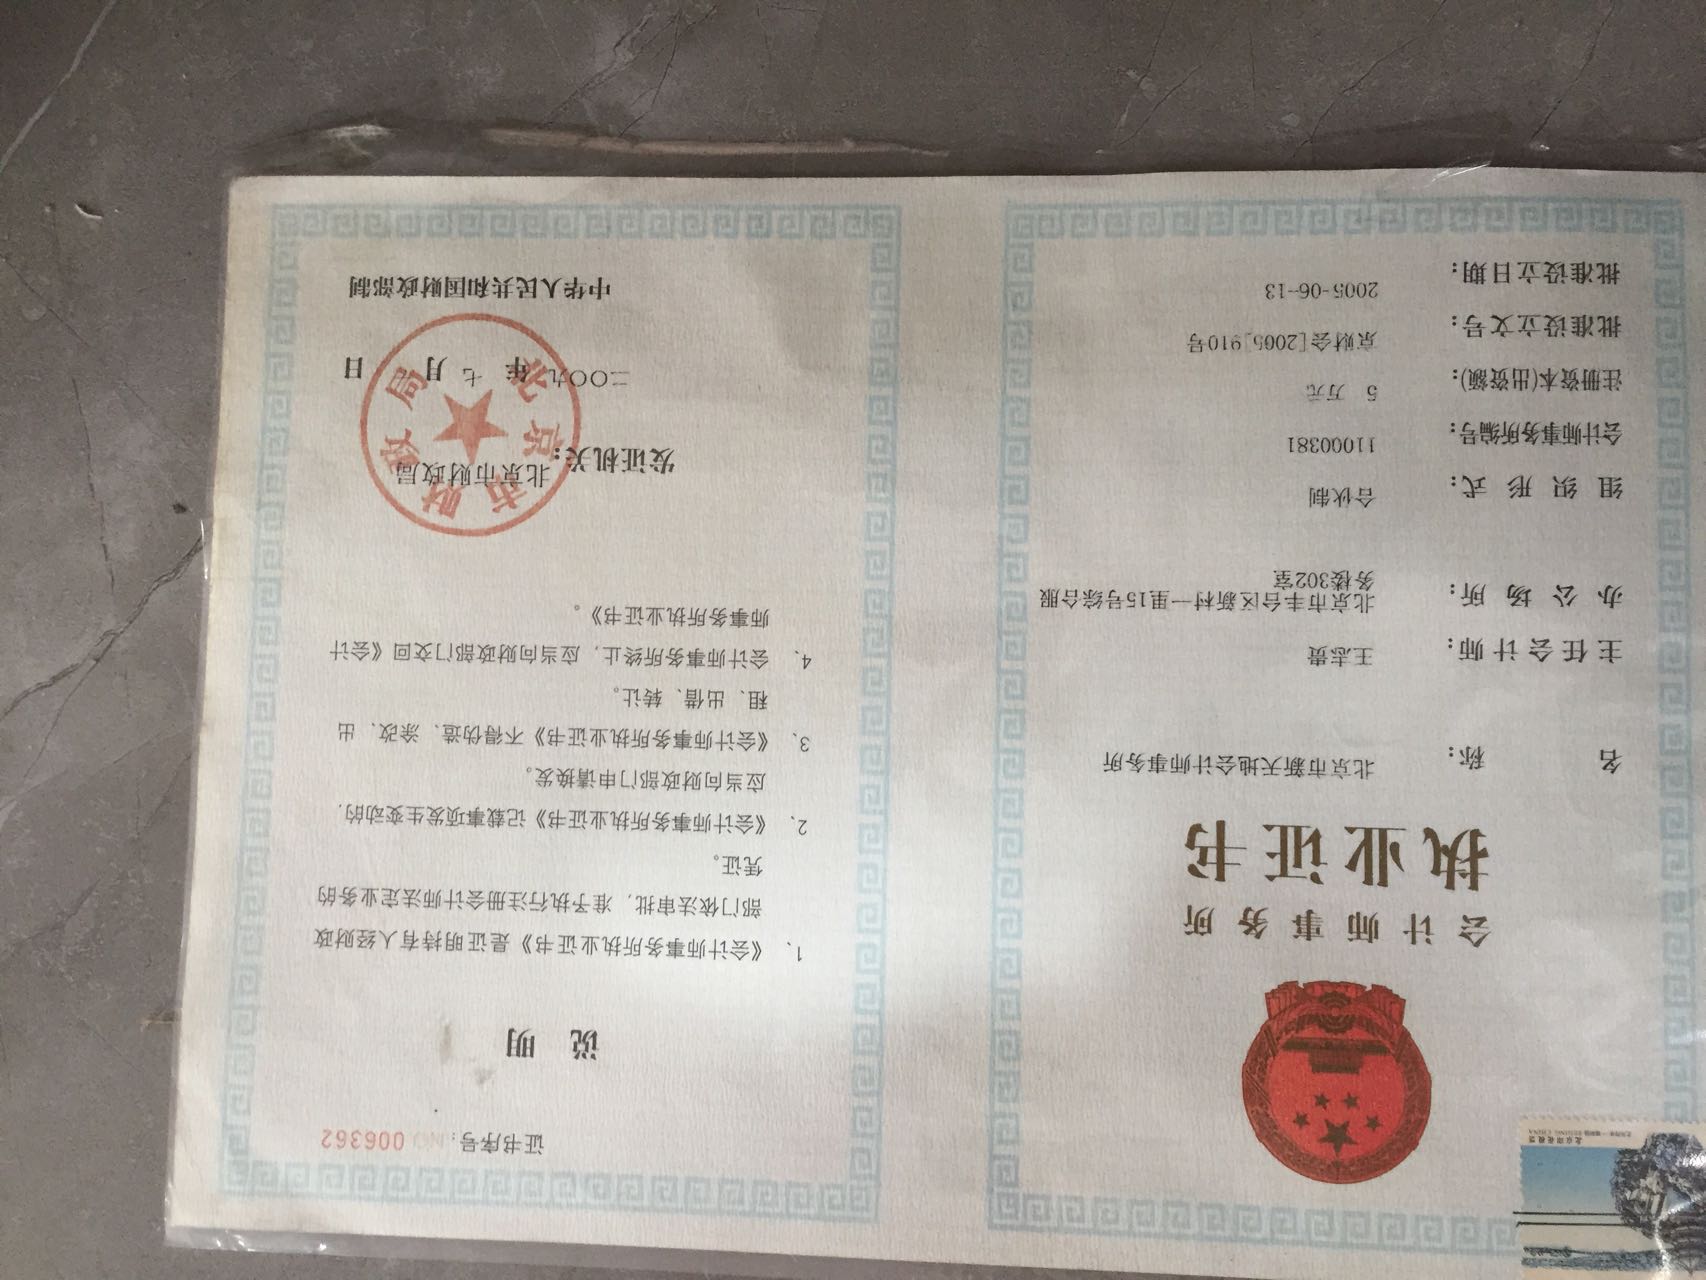 会计师事务所
执业证书
名称：
北京市新天地会计师事务所
主任会计师：
王志贵
办公场所：
北京市丰台区新村一里15号综合服
务楼302室
组织形式：
合伙制
会计师事务所编号：
11000381
注册资本(出资额)：
5 万元
批准设立文号：
京财会[2005]910号
批准设立日期：
2005-06-13
证书序号：NO 006362
说明
1、《会计师事务所执业证书》是证明持有人经财政
部门依法审批，准予执行注册会计师法定业务的
凭证。
2、《会计师事务所执业证书》记载事项发生变动的，
应当向财政部门申请换发。
3、《会计师事务所执业证书》不得伪造、涂改、出
租、出借、转让。
4、会计师事务所终止，应当向财政部门交回《会计
师事务所执业证书》。
发证机关：
北京市财政局
二〇〇九年七月日
北京市财政局
中华人民共和国财政部制